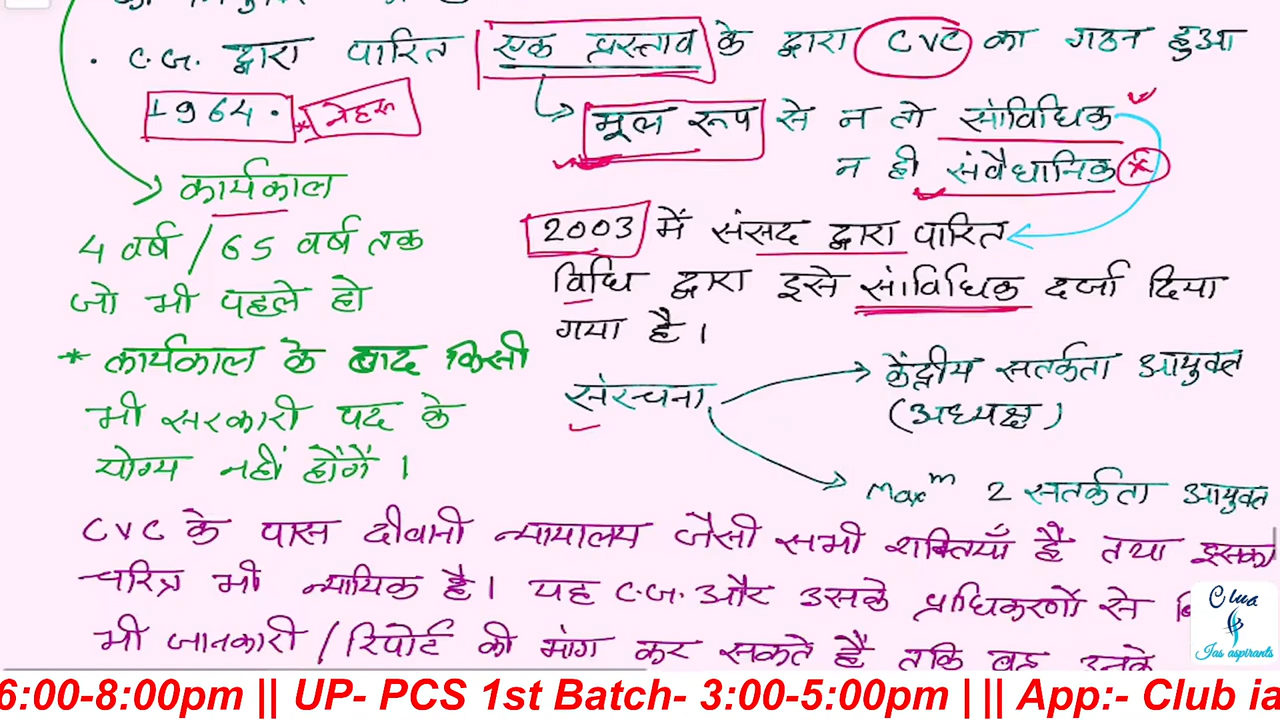 . C.G. द्वारा पारित एक प्रस्ताव के द्वारा CVC का गठन हुआ
1964. * नेहरू
मूल रूप से न तो सांविधिक
न ही संवैधानिक *
कार्यकाल
4 वर्ष / 65 वर्ष तक
जो भी पहले हो
* कार्यकाल के बाद किसी
भी सरकारी पद के
योग्य नहीं होंगें ।
2003 में संसद द्वारा पारित
विधि द्वारा इसे सांविधिक दर्जा दिया
गया है ।
संरचना
केंद्रीय सतर्कता आयुक्त
(अध्यक्ष)
Max^m 2 सतर्कता आयुक्त
CVC के पास दीवानी न्यायालय जैसी सभी शक्तियाँ हैं तथा इसका
चरित्र भी न्यायिक है । यह C.G. और उसके प्राधिकरणों से
भी जानकारी / रिपोर्ट की मांग कर सकते हैं ताकि वह उनके
Clua
Ias aspirants
6:00-8:00pm || UP- PCS 1st Batch- 3:00-5:00pm | || App:- Club ia